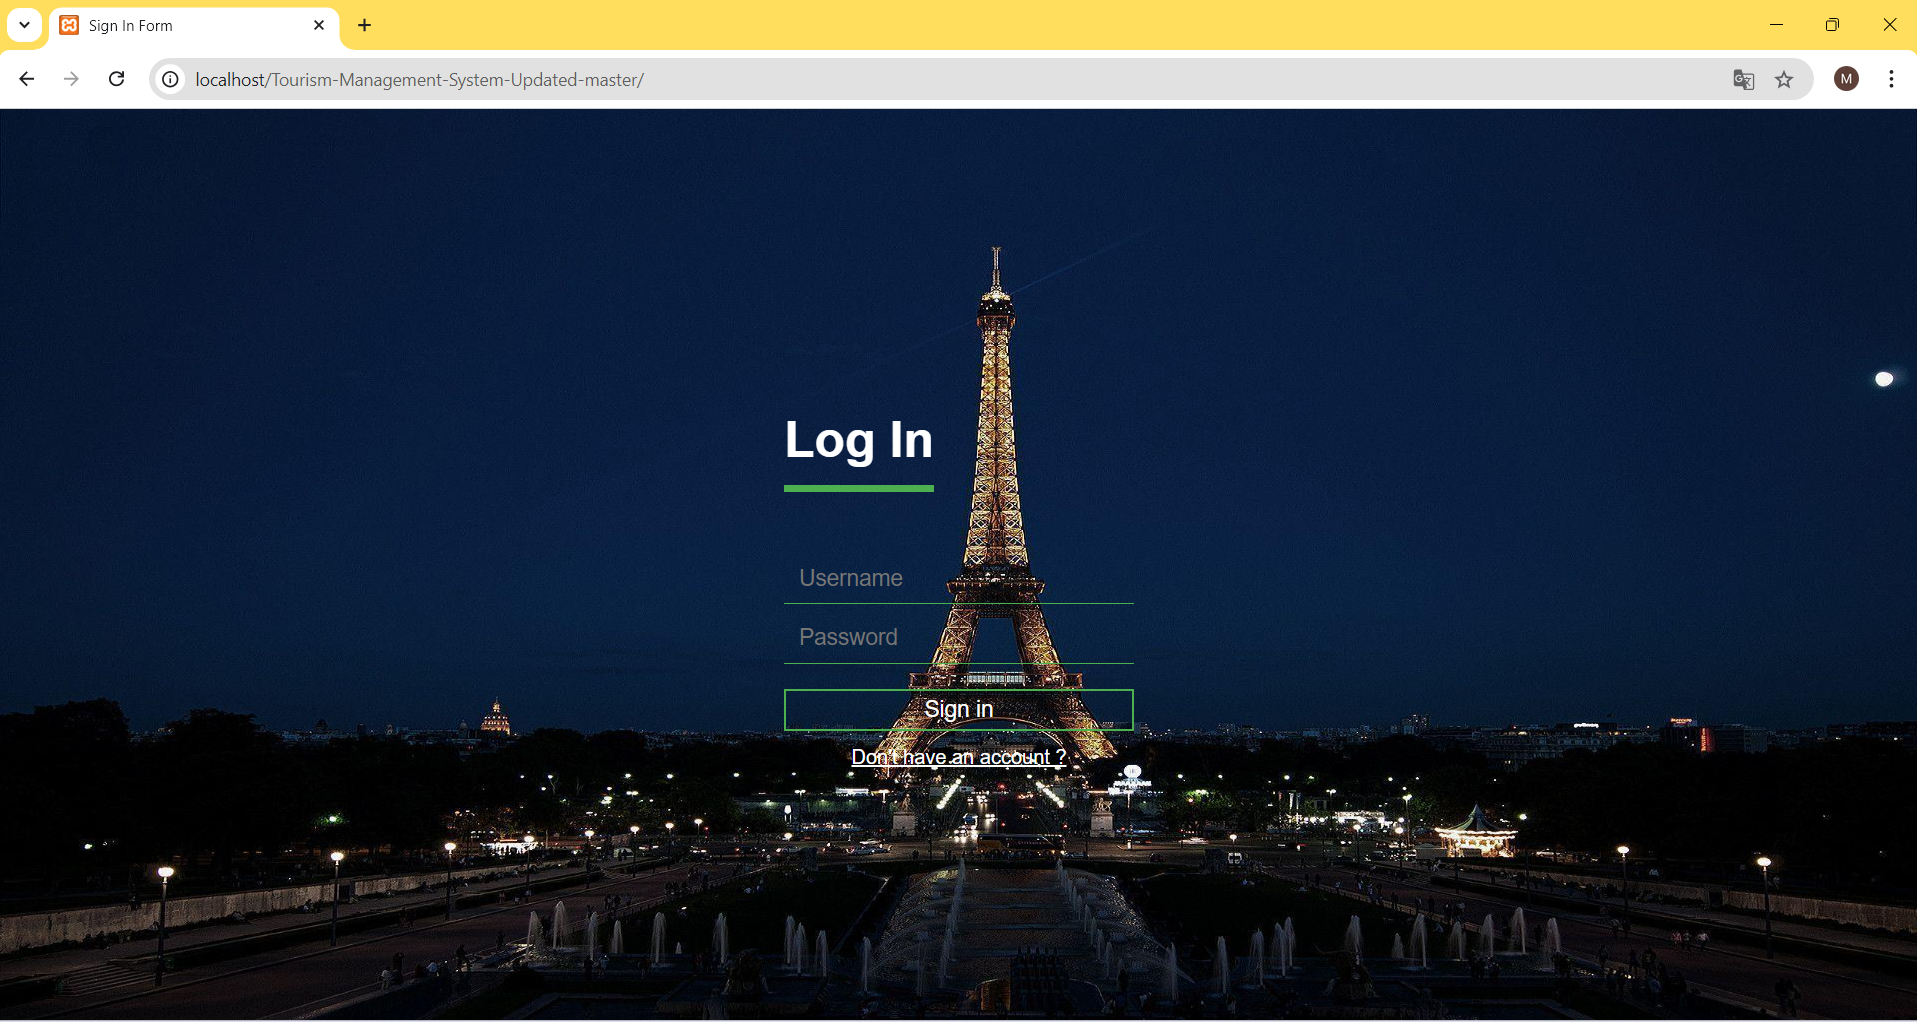 Sign In Form
localhost/Tourism-Management-System-Updated-master/
M
Log In
Username
Password
Sign in
Don't have an account ?